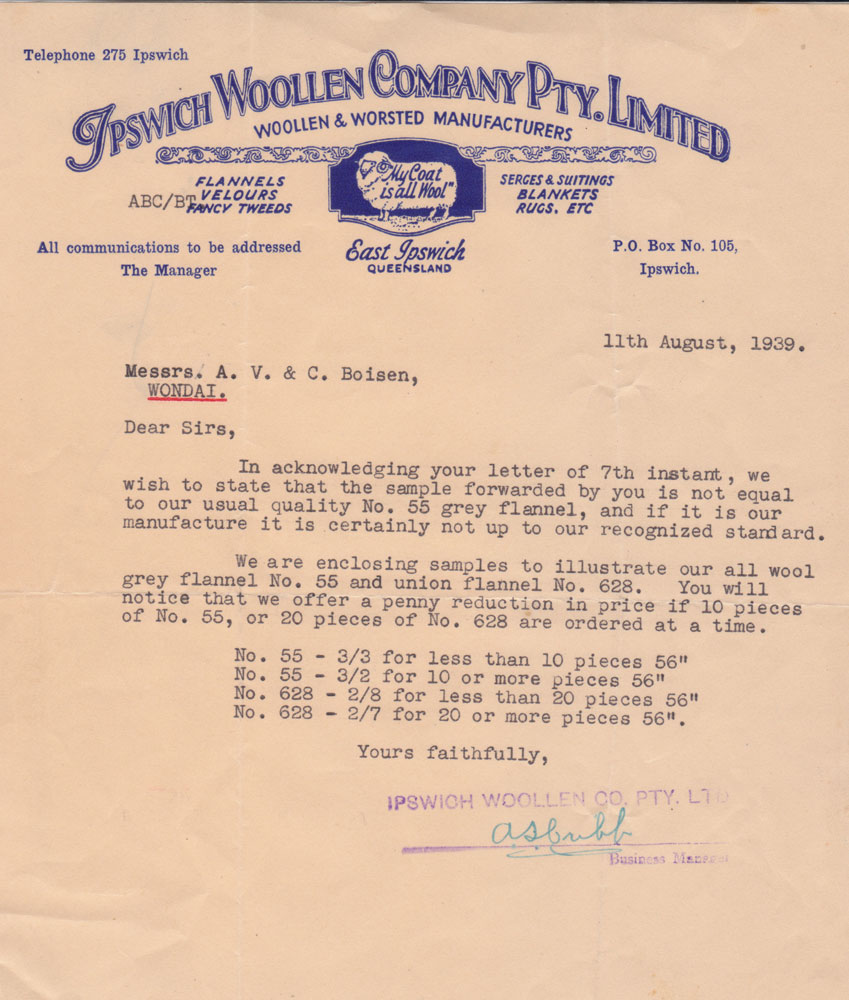 Telephone 275 Ipswich
IPSWICH WOOLLEN COMPANY PTY. LIMITED
WOOLLEN & WORSTED MANUFACTURERS
FLANNELS
VELOURS
FANCY TWEEDS
ABC/BT
"My Coat
is all Wool"
SERGES & SUITINGS
BLANKETS
RUGS, ETC
All communications to be addressed
The Manager
East Ipswich
QUEENSLAND
P.O. Box No. 105,
Ipswich.
11th August, 1939.
Messrs. A. V. & C. Boisen,
WONDAI.
Dear Sirs,
In acknowledging your letter of 7th instant, we
wish to state that the sample forwarded by you is not equal
to our usual quality No. 55 grey flannel, and if it is our
manufacture it is certainly not up to our recognized standard.
We are enclosing samples to illustrate our all wool
grey flannel No. 55 and union flannel No. 628. You will
notice that we offer a penny reduction in price if 10 pieces
of No. 55, or 20 pieces of No. 628 are ordered at a time.
No. 55 - 3/3 for less than 10 pieces 56"
No. 55 - 3/2 for 10 or more pieces 56"
No. 628 - 2/8 for less than 20 pieces 56"
No. 628 - 2/7 for 20 or more pieces 56".
Yours faithfully,
IPSWICH WOOLLEN CO. PTY. LTD
Business Manager